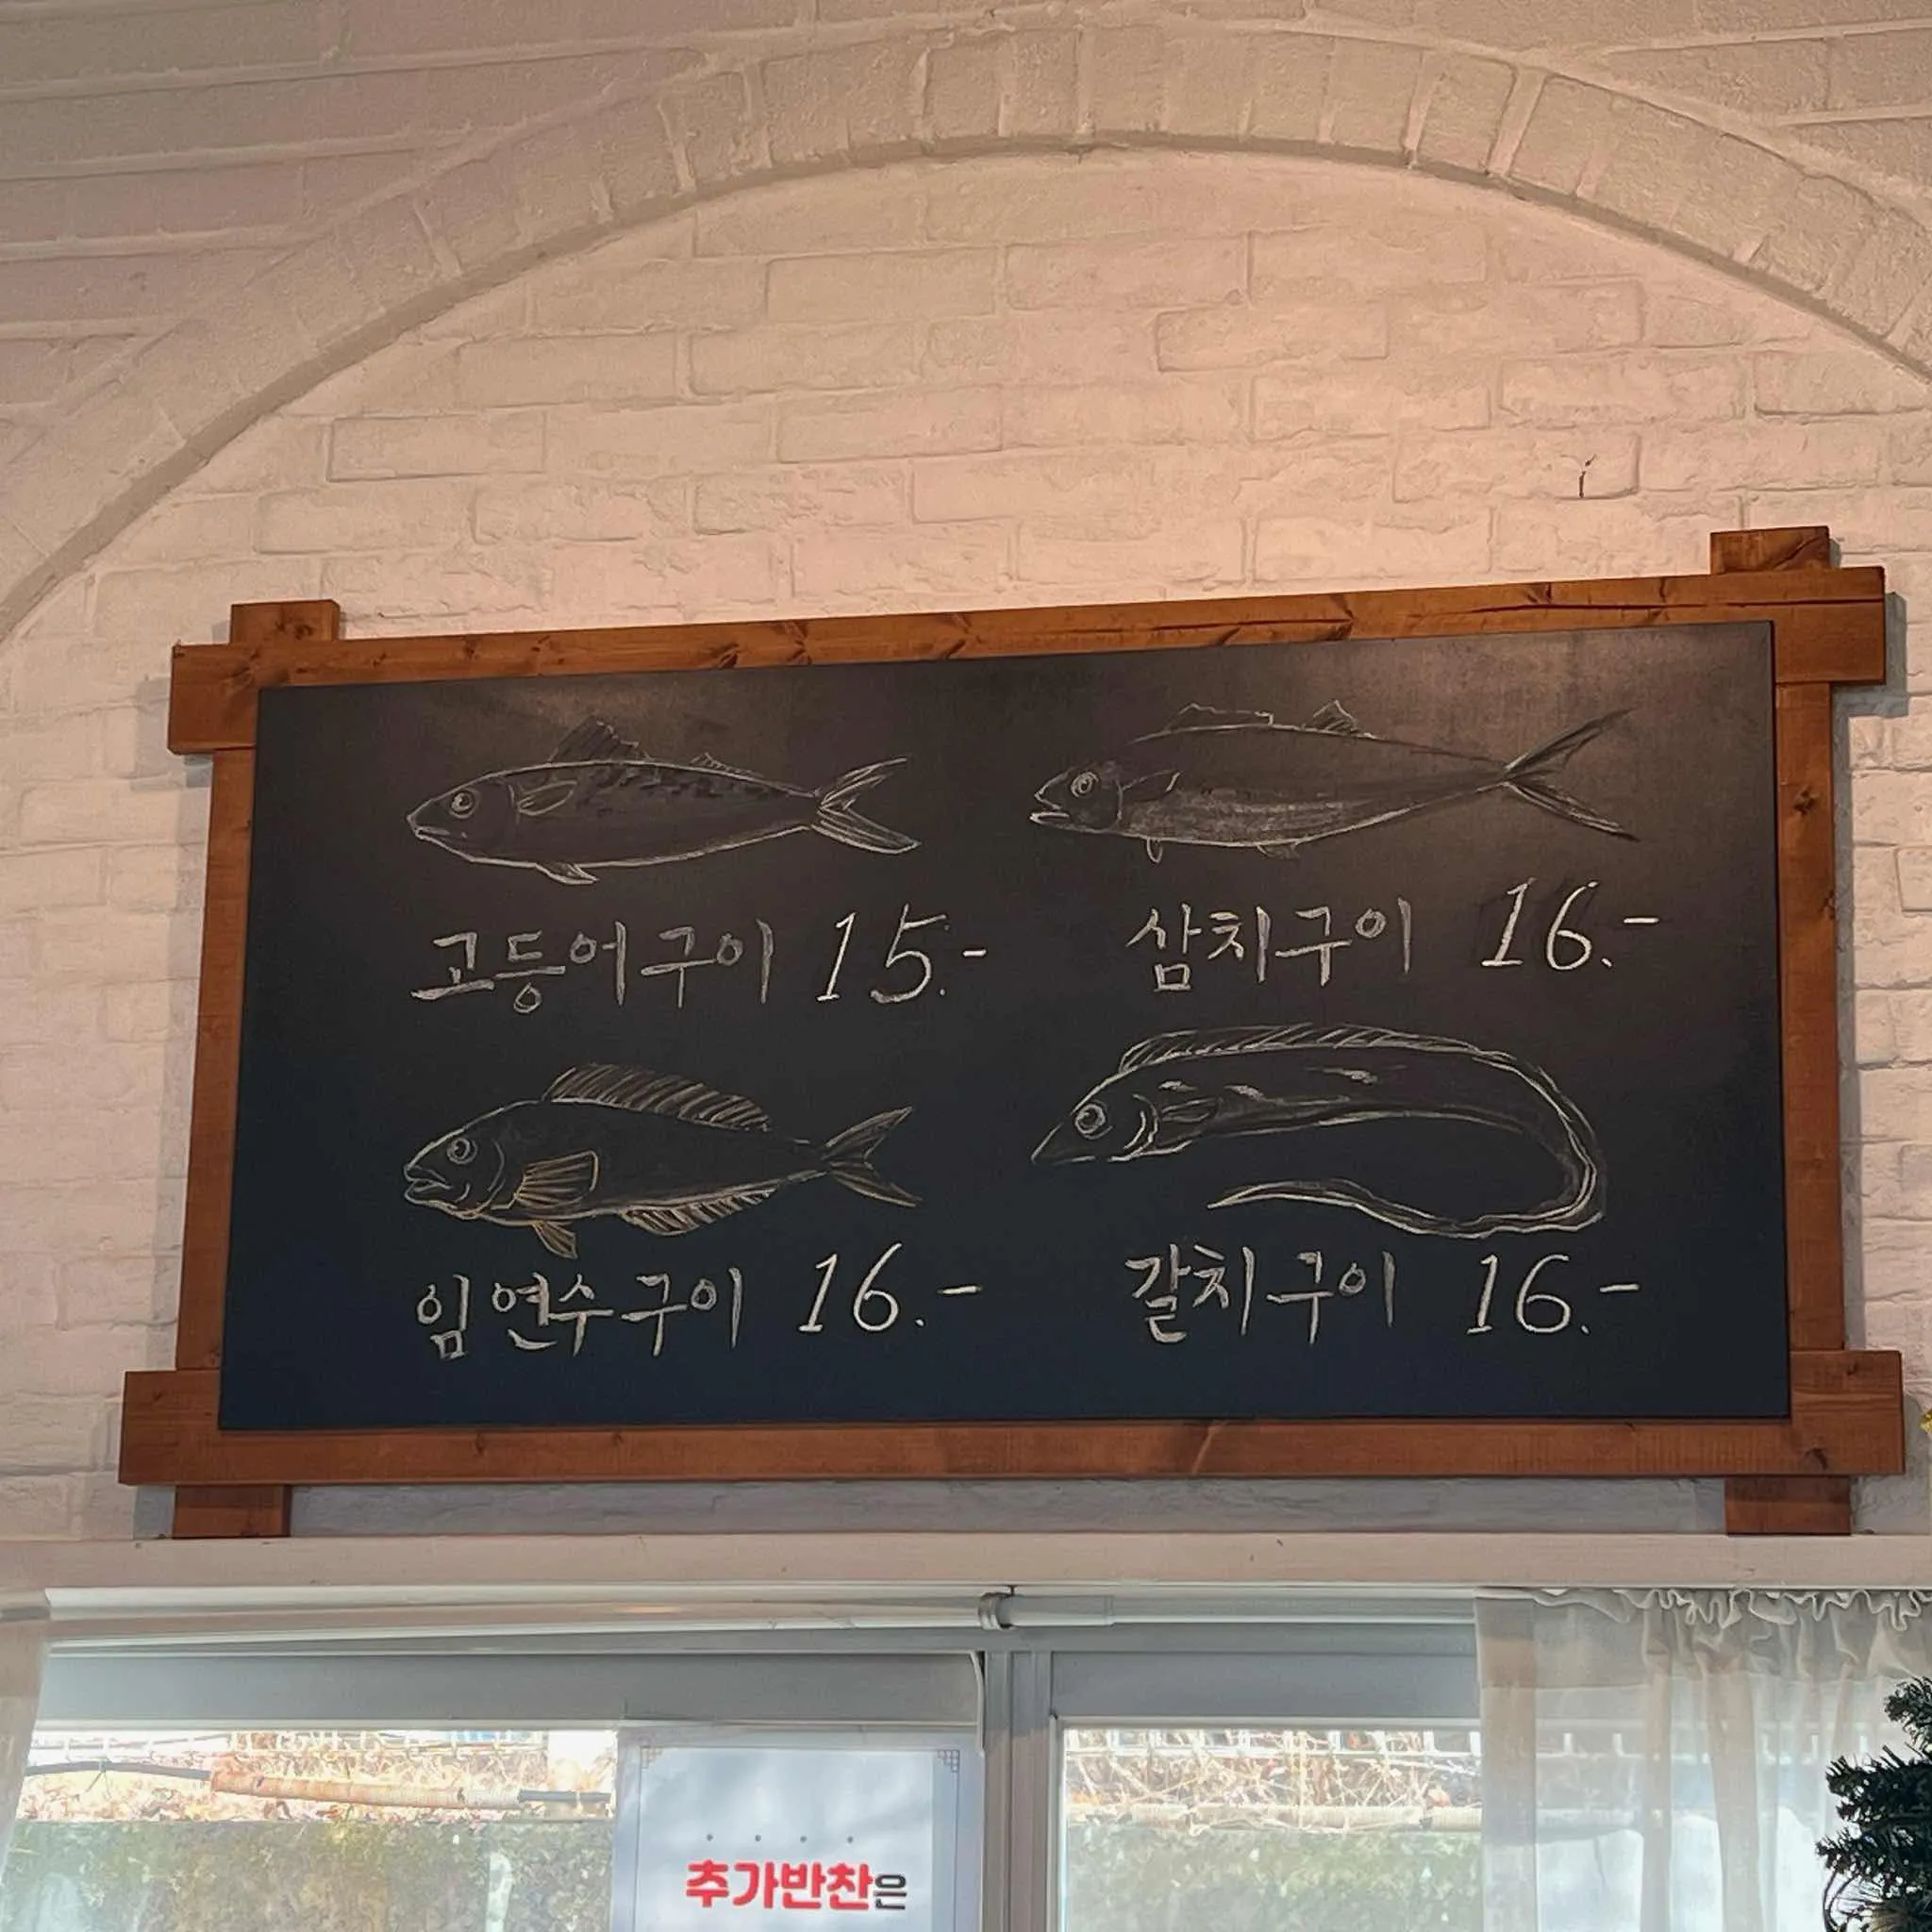 고등어구이 15.-
삼치구이 16.-
임연수구이 16.-
갈치구이 16.-
추가반찬은